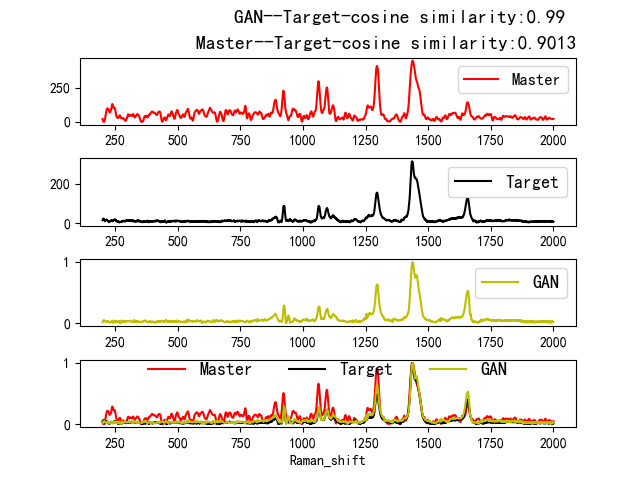 GAN--Target-cosine similarity:0.99
Master--Target-cosine similarity:0.9013
250
0
Master
250 500 750 1000 1250 1500 1750 2000
200
0
Target
250 500 750 1000 1250 1500 1750 2000
1
0
GAN
250 500 750 1000 1250 1500 1750 2000
1
0
Master Target GAN
250 500 750 1000 1250 1500 1750 2000
Raman_shift